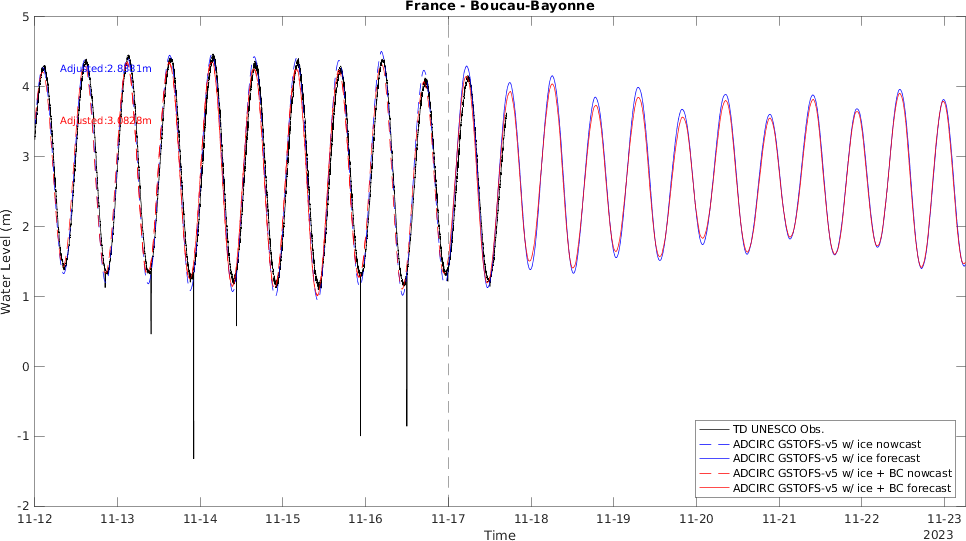 France - Boucau-Bayonne
5
4
3
2
1
0
-1
-2
Water Level (m)
Adjusted:3.0828m
TD UNESCO Obs.
ADCIRC GSTOFS-v5 w/ ice nowcast
ADCIRC GSTOFS-v5 w/ ice forecast
ADCIRC GSTOFS-v5 w/ ice + BC nowcast
ADCIRC GSTOFS-v5 w/ ice + BC forecast
11-12 11-13 11-14 11-15 11-16 11-17 11-18 11-19 11-20 11-21 11-22 11-23
Time
2023